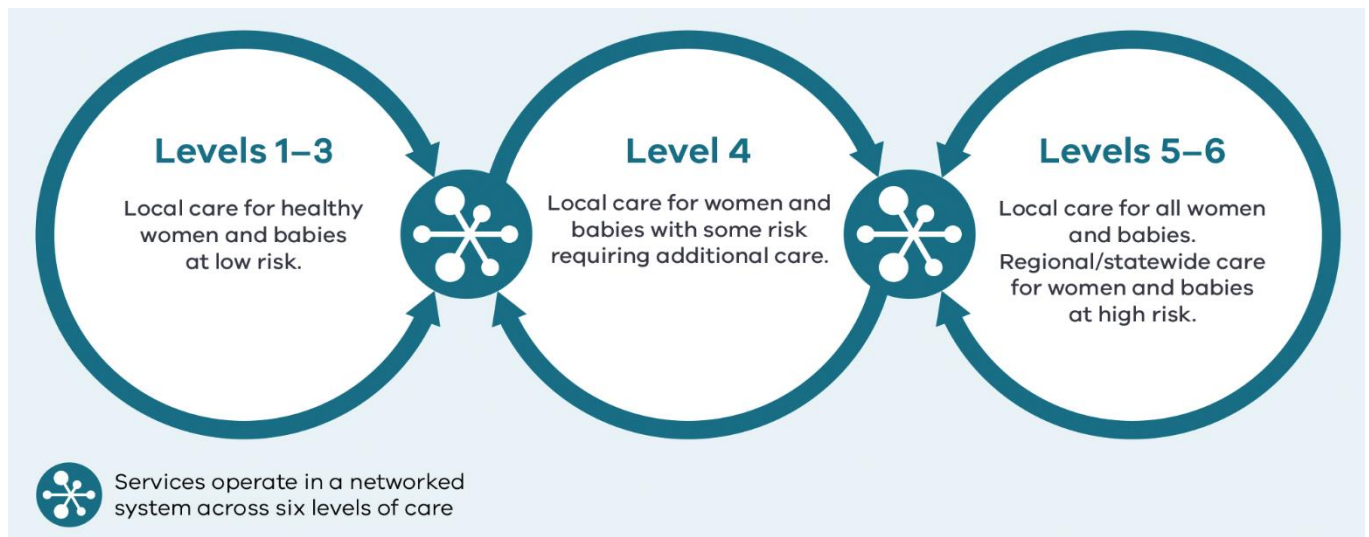 Levels 1–3
Local care for healthy
women and babies
at low risk.
Level 4
Local care for women and
babies with some risk
requiring additional care.
Levels 5–6
Local care for all women
and babies.
Regional/statewide care
for women and babies
at high risk.
Services operate in a networked
system across six levels of care